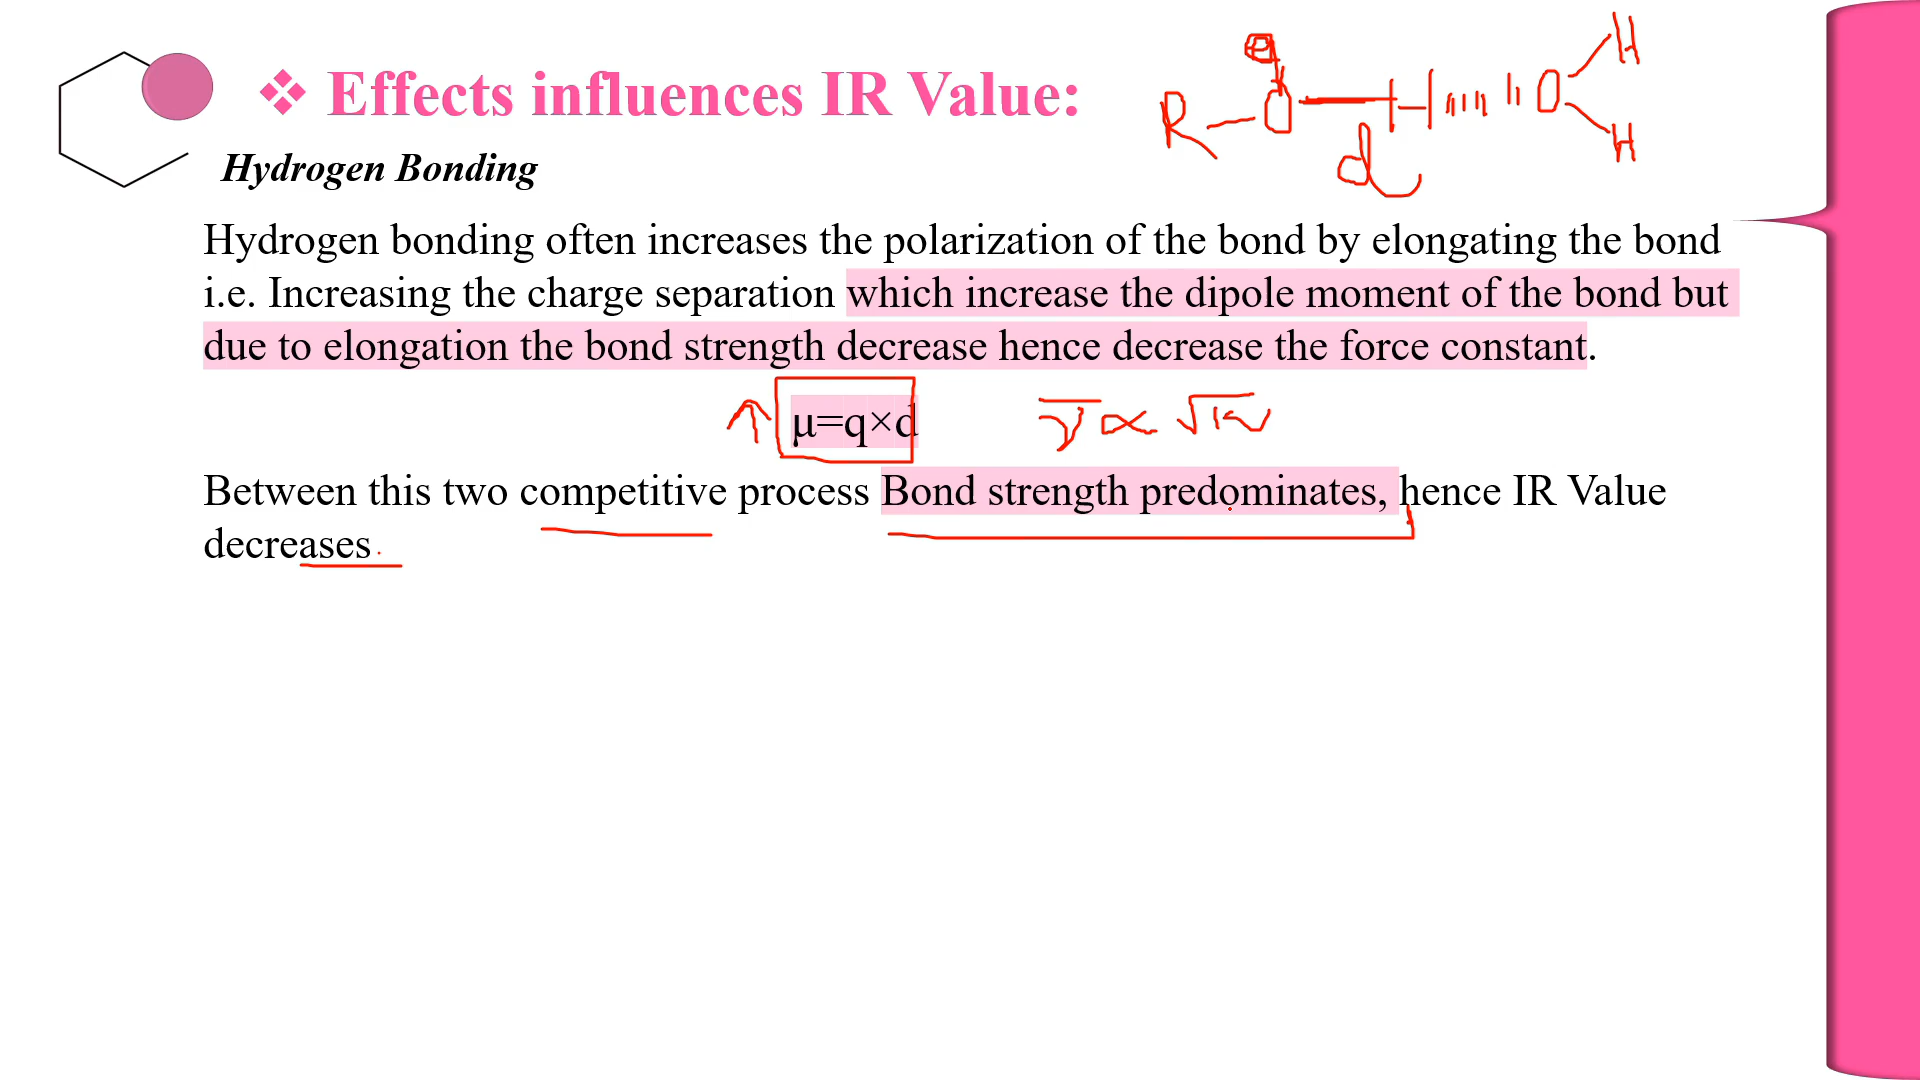 ❖ Effects influences IR Value:
Hydrogen Bonding
R-O-H ıııı O
H
H
d
Hydrogen bonding often increases the polarization of the bond by elongating the bond
i.e. Increasing the charge separation which increase the dipole moment of the bond but
due to elongation the bond strength decrease hence decrease the force constant.
↑ μ=q×d ν̅ ∝ √k
Between this two competitive process Bond strength predominates, hence IR Value
decreases